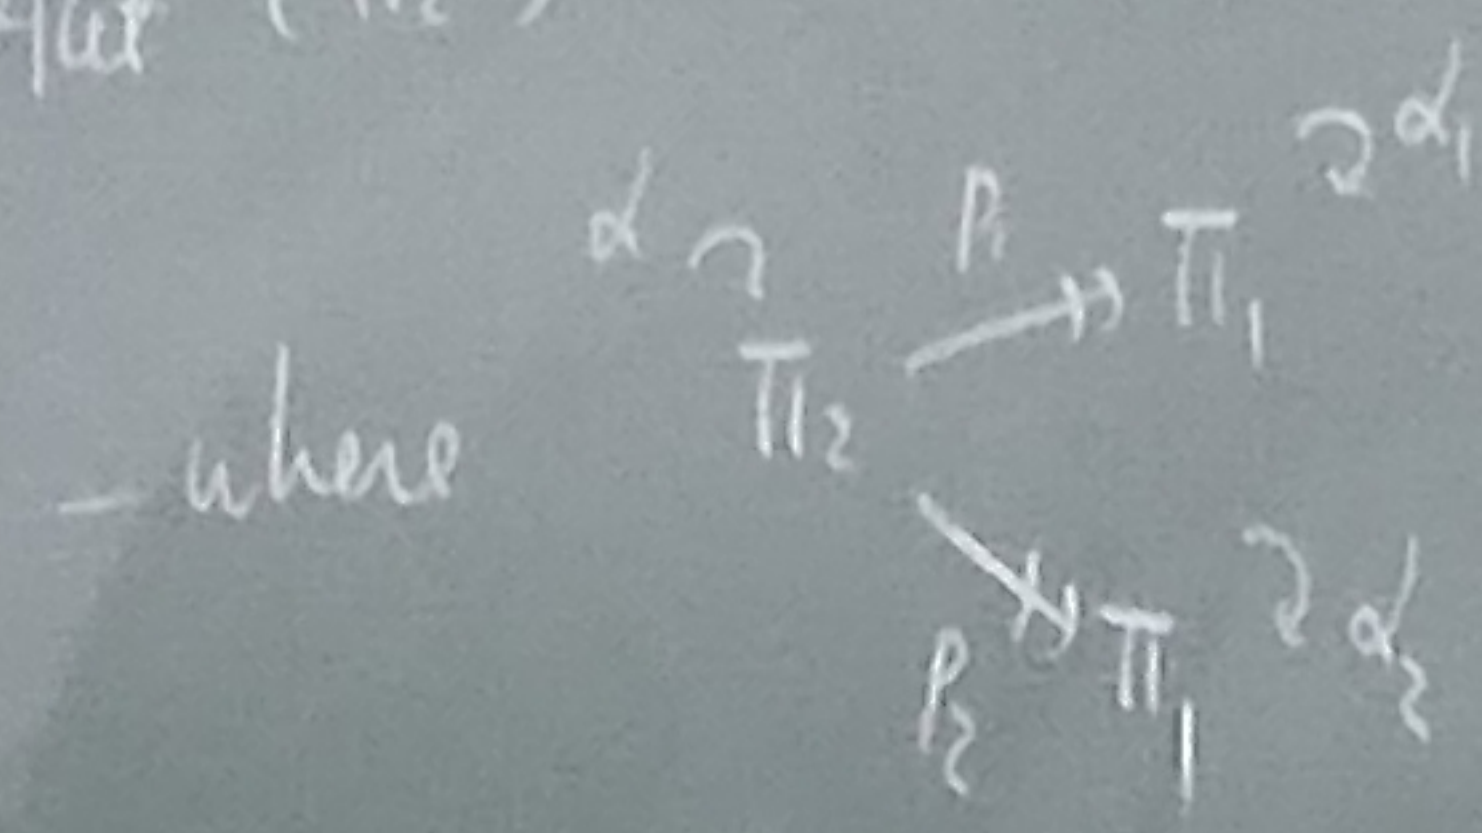 α ↷ Π₂ p₁ ↠ Π₁ ↷ α₁
— where
p₂ ↠ Π₁ ↷ α₂